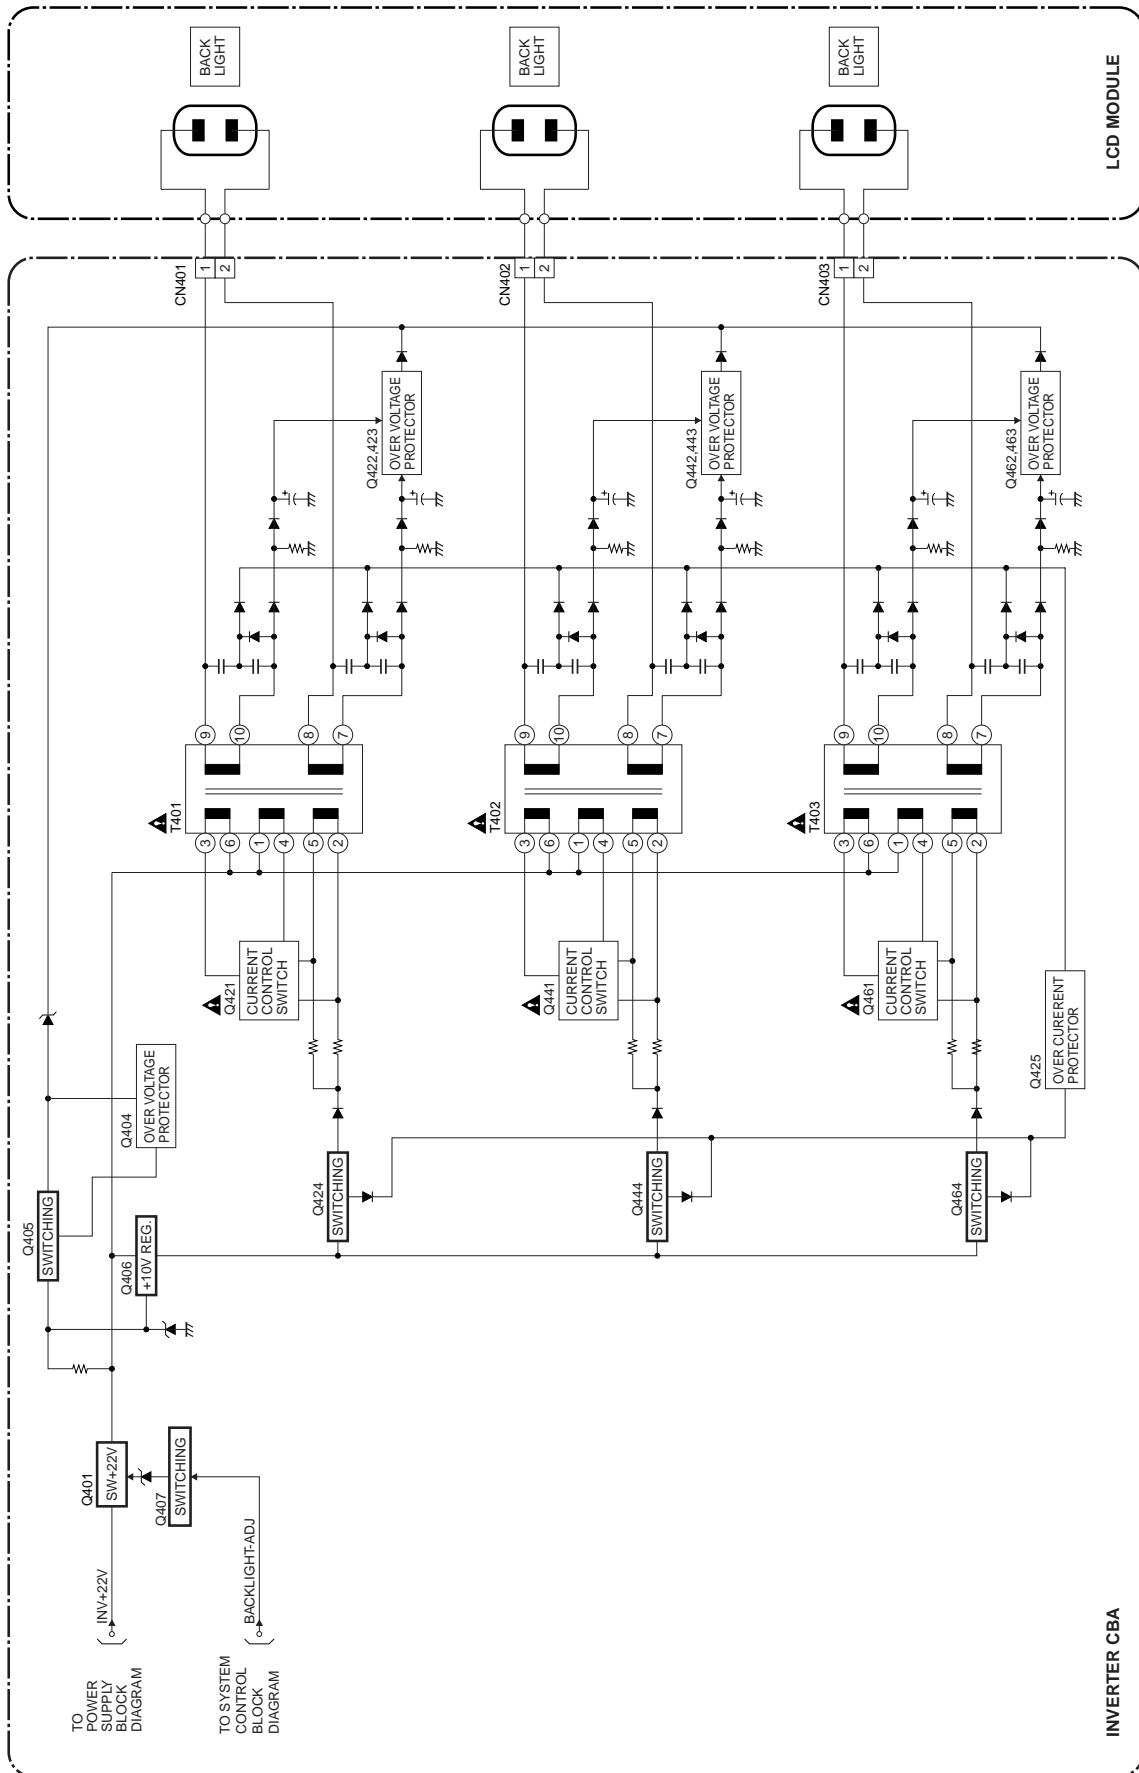 TO
POWER
SUPPLY
BLOCK
DIAGRAM
INV+22V
TO SYSTEM
CONTROL
BLOCK
DIAGRAM
BACKLIGHT-ADJ
Q401
SW+22V
Q407
SWITCHING
Q405
SWITCHING
Q406
+10V REG.
Q404
OVER VOLTAGE
PROTECTOR
Q424
SWITCHING
Q444
SWITCHING
Q464
SWITCHING
Q425
OVER CURERENT
PROTECTOR
Q421
CURRENT
CONTROL
SWITCH
Q441
CURRENT
CONTROL
SWITCH
Q461
CURRENT
CONTROL
SWITCH
T401
3
6
1
4
5
2
9
10
8
7
T402
3
6
1
4
5
2
9
10
8
7
T403
3
6
1
4
5
2
9
10
8
7
+
+
Q422,423
OVER VOLTAGE
PROTECTOR
+
+
Q442,443
OVER VOLTAGE
PROTECTOR
+
+
Q462,463
OVER VOLTAGE
PROTECTOR
CN401
1
2
CN402
1
2
CN403
1
2
BACK
LIGHT
BACK
LIGHT
BACK
LIGHT
INVERTER CBA
LCD MODULE